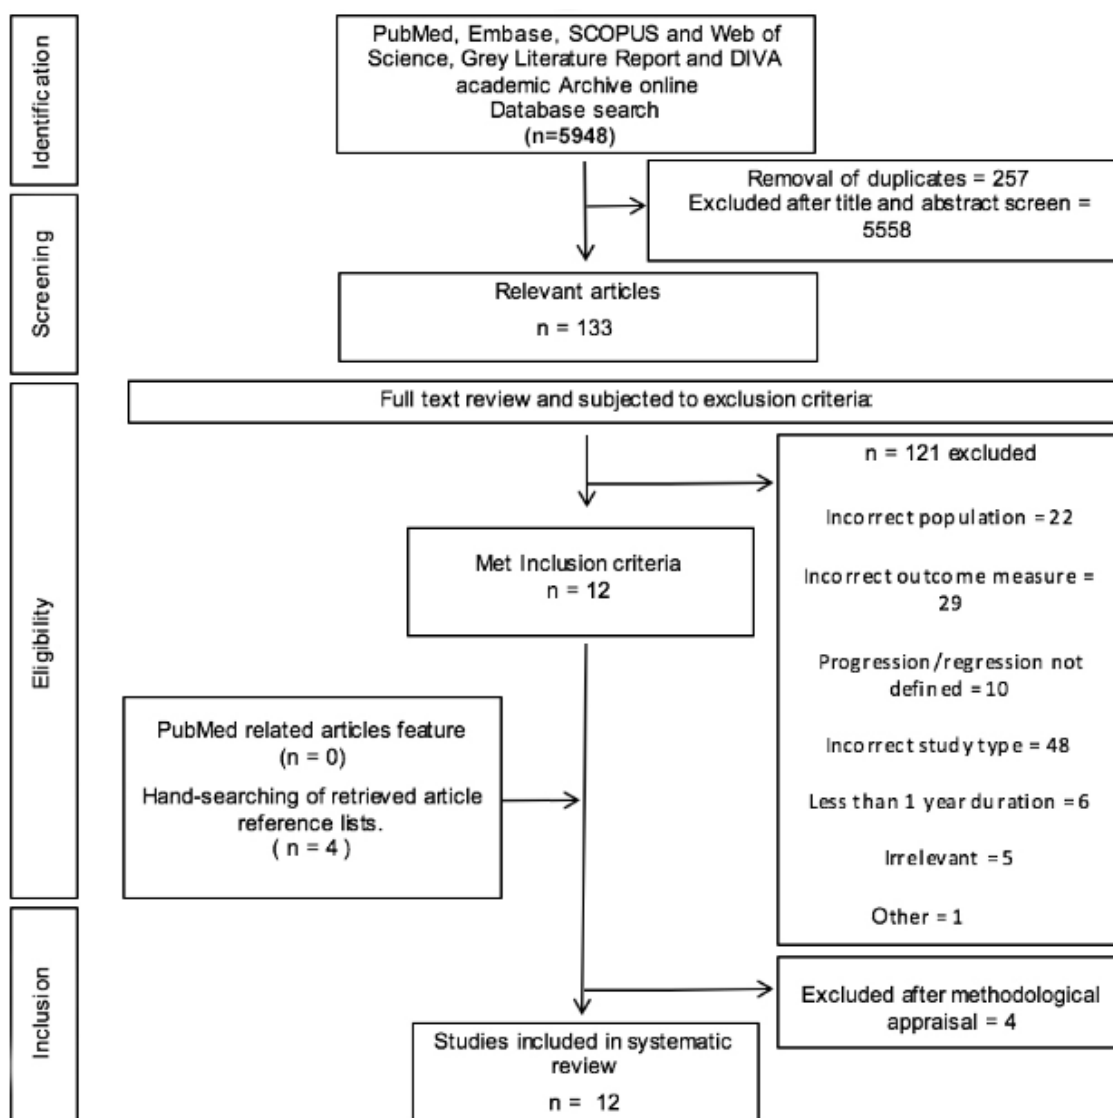 Identification
PubMed, Embase, SCOPUS and Web of
Science, Grey Literature Report and DIVA
academic Archive online
Database search
(n=5948)
Removal of duplicates = 257
Excluded after title and abstract screen =
5558
Screening
Relevant articles
n = 133
Eligibility
Full text review and subjected to exclusion criteria:
n = 121 excluded
Incorrect population = 22
Incorrect outcome measure =
29
Progression/regression not
defined = 10
Incorrect study type = 48
Less than 1 year duration = 6
Irrelevant = 5
Other = 1
Met Inclusion criteria
n = 12
PubMed related articles feature
(n = 0)
Hand-searching of retrieved article
reference lists.
( n = 4 )
Inclusion
Excluded after methodological
appraisal = 4
Studies included in systematic
review
n = 12